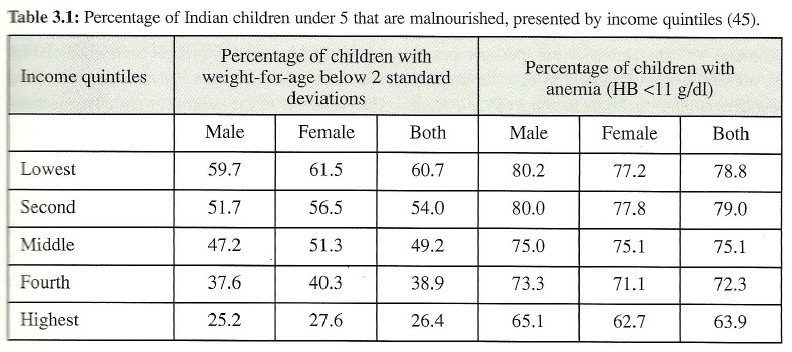 Table 3.1: Percentage of Indian children under 5 that are malnourished, presented by income quintiles (45).
Income quintiles
Percentage of children with
weight-for-age below 2 standard
deviations
Percentage of children with
anemia (HB <11 g/dl)
Male Female Both Male Female Both
Lowest 59.7 61.5 60.7 80.2 77.2 78.8
Second 51.7 56.5 54.0 80.0 77.8 79.0
Middle 47.2 51.3 49.2 75.0 75.1 75.1
Fourth 37.6 40.3 38.9 73.3 71.1 72.3
Highest 25.2 27.6 26.4 65.1 62.7 63.9